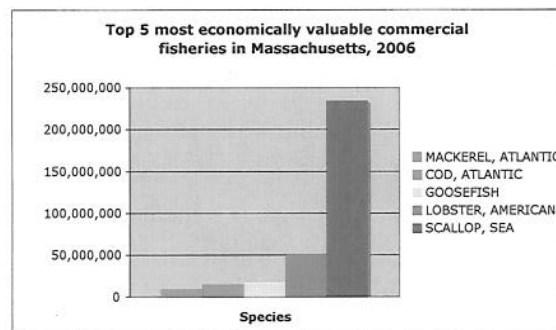 Top 5 most economically valuable commercial
fisheries in Massachusetts, 2006
250,000,000
200,000,000
150,000,000
100,000,000
50,000,000
0
MACKEREL, ATLANTIC
COD, ATLANTIC
GOOSEFISH
LOBSTER, AMERICAN
SCALLOP, SEA
Species